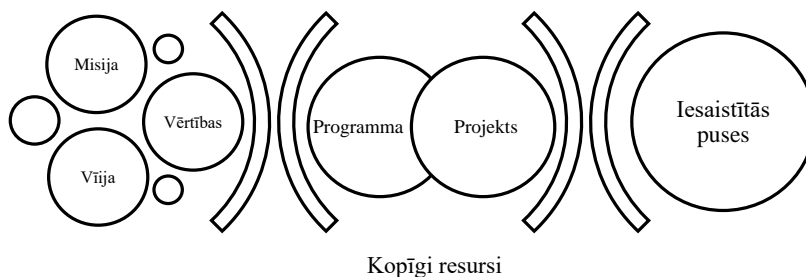 Misija
Vērtības
Vīija
Programma
Projekts
Iesaistītās
puses
Kopīgi resursi